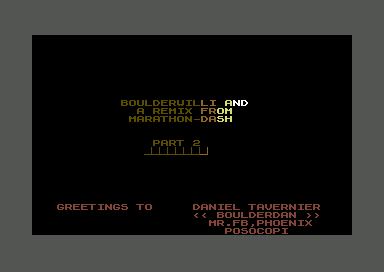 BOULDERWILLI AND
A REMIX FROM
MARATHON-DASH
PART 2
GREETINGS TO DANIEL TAVERNIER
<< BOULDERDAN >>
MR.FB,PHOENIX
POSOCOPI